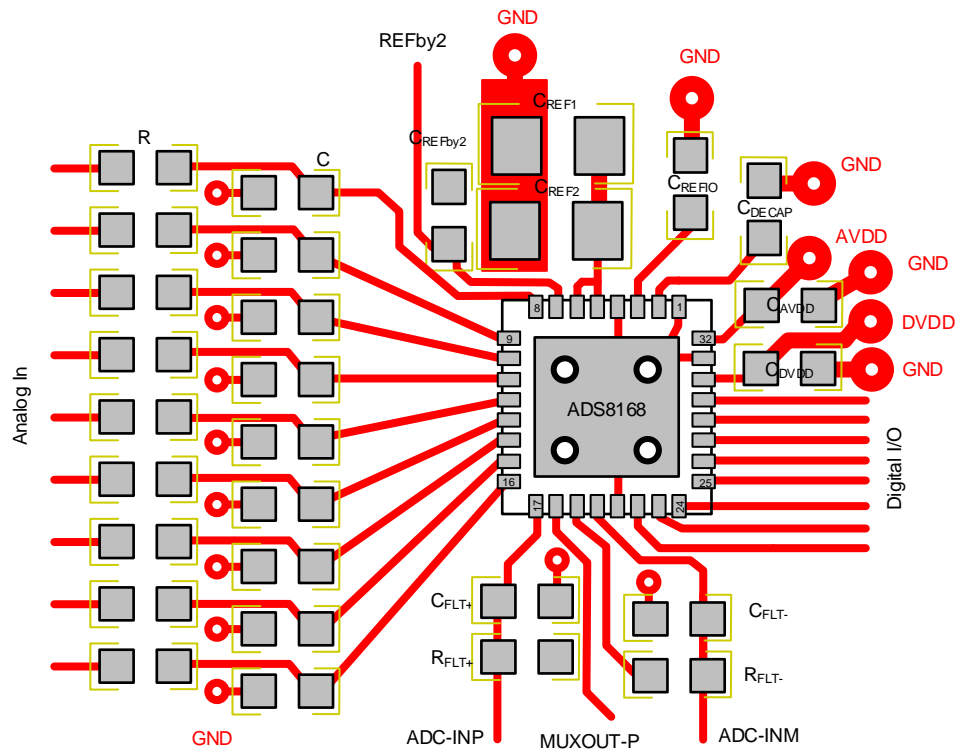 GND
REFby2
GND
CREF1
R
CREFby2
C
GND
CREF2
CREFIO
CDECAP
AVDD
GND
8
1
CAVDD
DVDD
9
32
CDVDD
GND
Analog In
ADS8168
16
25
Digital I/O
17
24
CFLT+
CFLT-
RFLT+
RFLT-
GND
ADC-INP
MUXOUT-P
ADC-INM